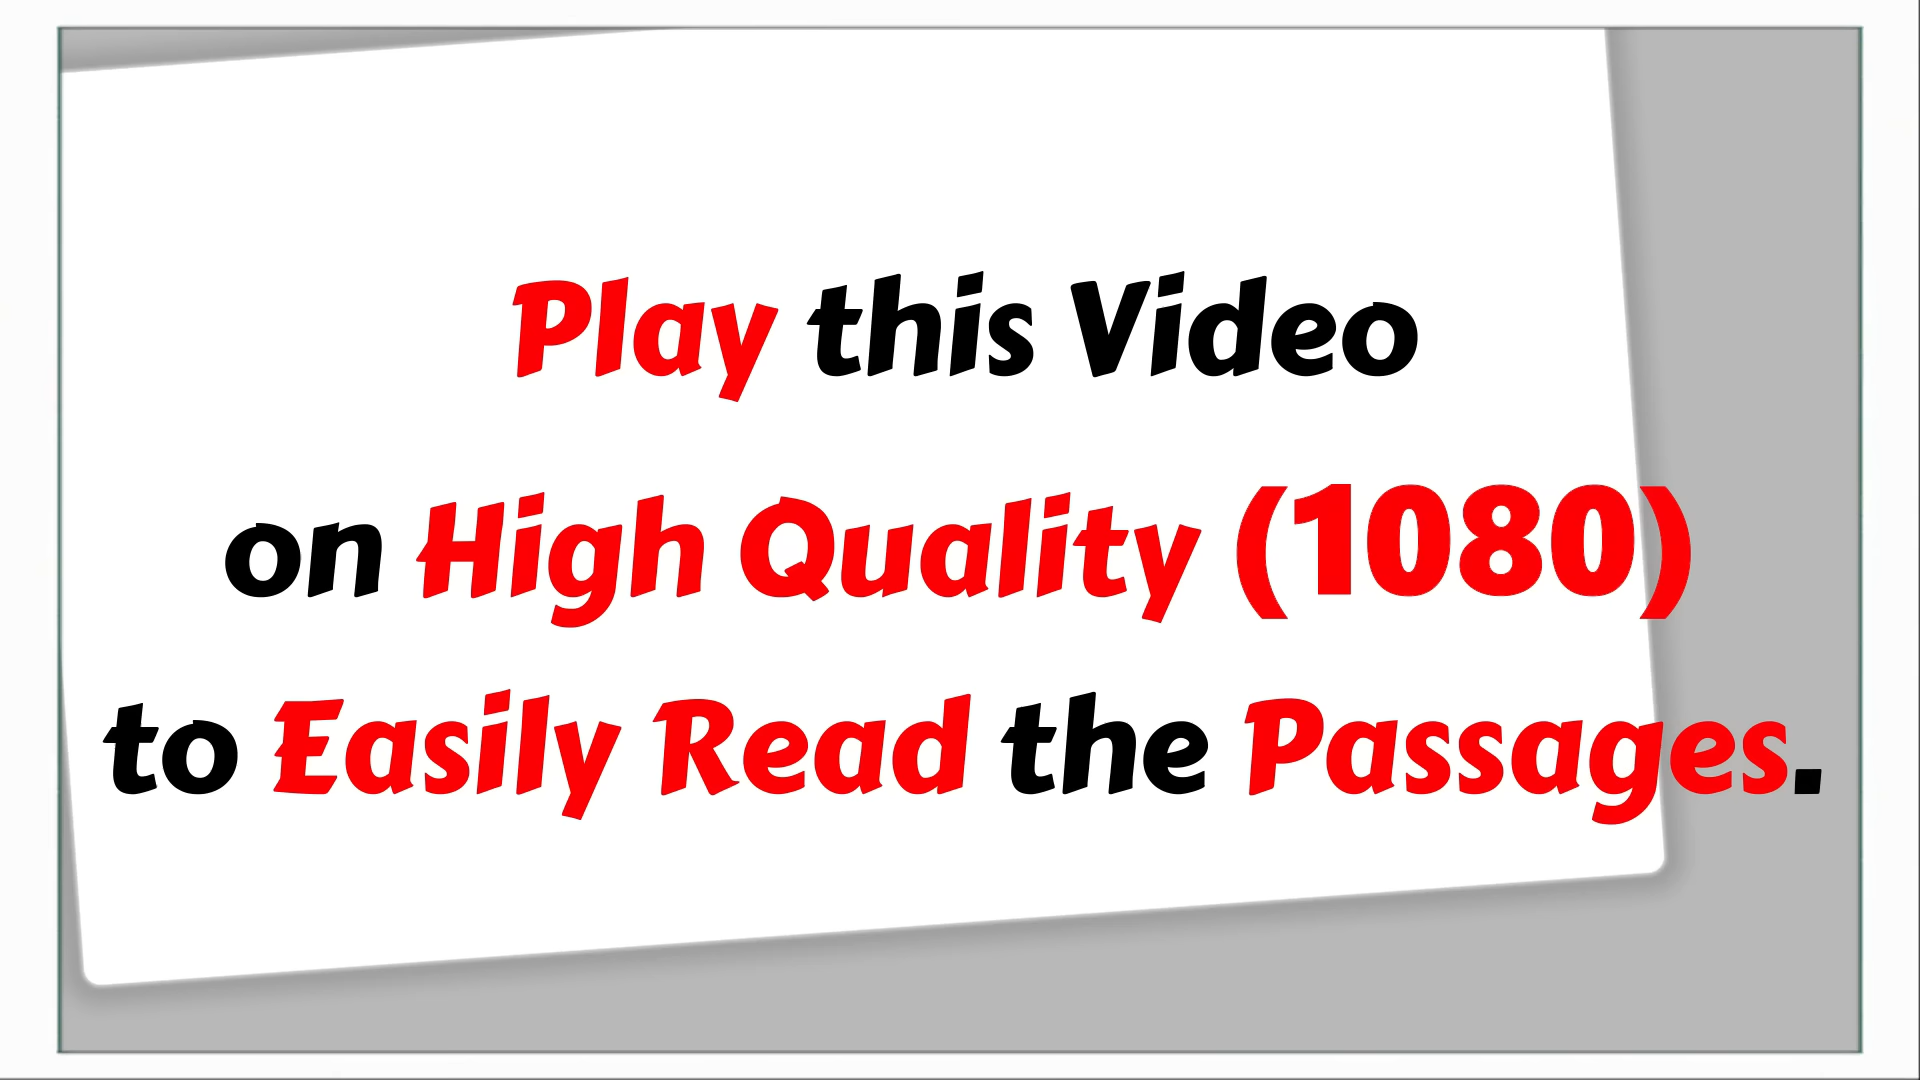 Play this Video
on High Quality (1080)
to Easily Read the Passages.